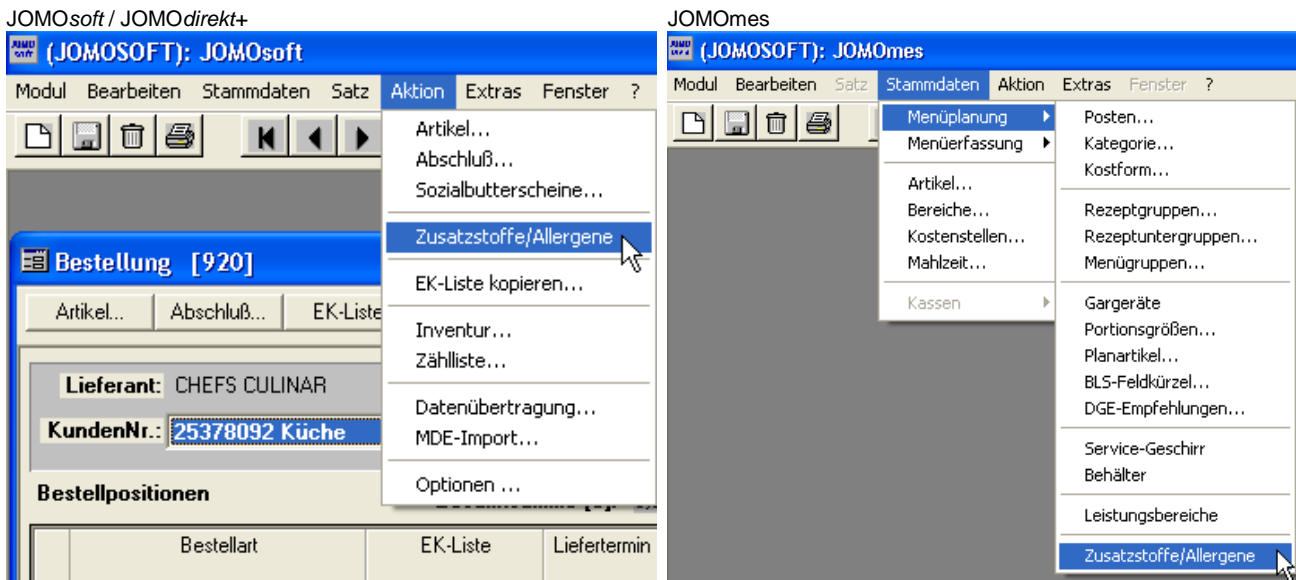 JOMOsoft / JOMOdirekt+
(JOMOSOFT): JOMOsoft
Modul Bearbeiten Stammdaten Satz Aktion Extras Fenster ?
Artikel...
Abschluß...
Sozialbutterscheine...
Zusatzstoffe/Allergene
EK-Liste kopieren...
Inventur...
Zählliste...
Datenübertragung...
MDE-Import...
Optionen ...
Bestellung [920]
Artikel... Abschluß... EK-Liste
Lieferant: CHEFS CULINAR
KundenNr.: 25378092 Küche
Bestellpositionen
Bestellart EK-Liste Liefertermin
JOMOmes
(JOMOSOFT): JOMOmes
Modul Bearbeiten Satz Stammdaten Aktion Extras Fenster ?
Menüplanung
Menüerfassung
Artikel...
Bereiche...
Kostenstellen...
Mahlzeit...
Kassen
Posten...
Kategorie...
Kostform...
Rezeptgruppen...
Rezeptuntergruppen...
Menügruppen...
Gargeräte
Portionsgrößen...
Planartikel...
BLS-Feldkürzel...
DGE-Empfehlungen...
Service-Geschirr
Behälter
Leistungsbereiche
Zusatzstoffe/Allergene